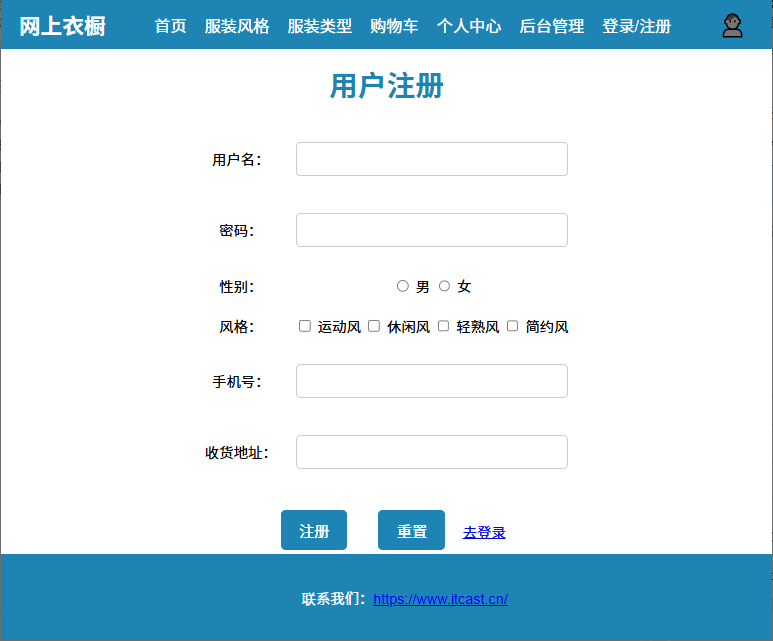 网上衣橱 首页 服装风格 服装类型 购物车 个人中心 后台管理 登录/注册
用户注册
用户名：
密码：
性别： 男 女
风格： 运动风 休闲风 轻熟风 简约风
手机号：
收货地址：
注册 重置 去登录
联系我们：https://www.itcast.cn/